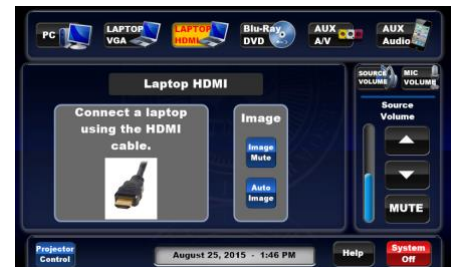 PC
LAPTOP
VGA
LAPTOP
HDMI
Blu-Ray
DVD
AUX
A/V
AUX
Audio
Laptop HDMI
Connect a laptop
using the HDMI
cable.
Image
Image
Mute
Auto
Image
SOURCE
VOLUME
MIC
VOLUME
Source
Volume
MUTE
Projector
Control
August 25, 2015 - 1:46 PM
Help
System
Off